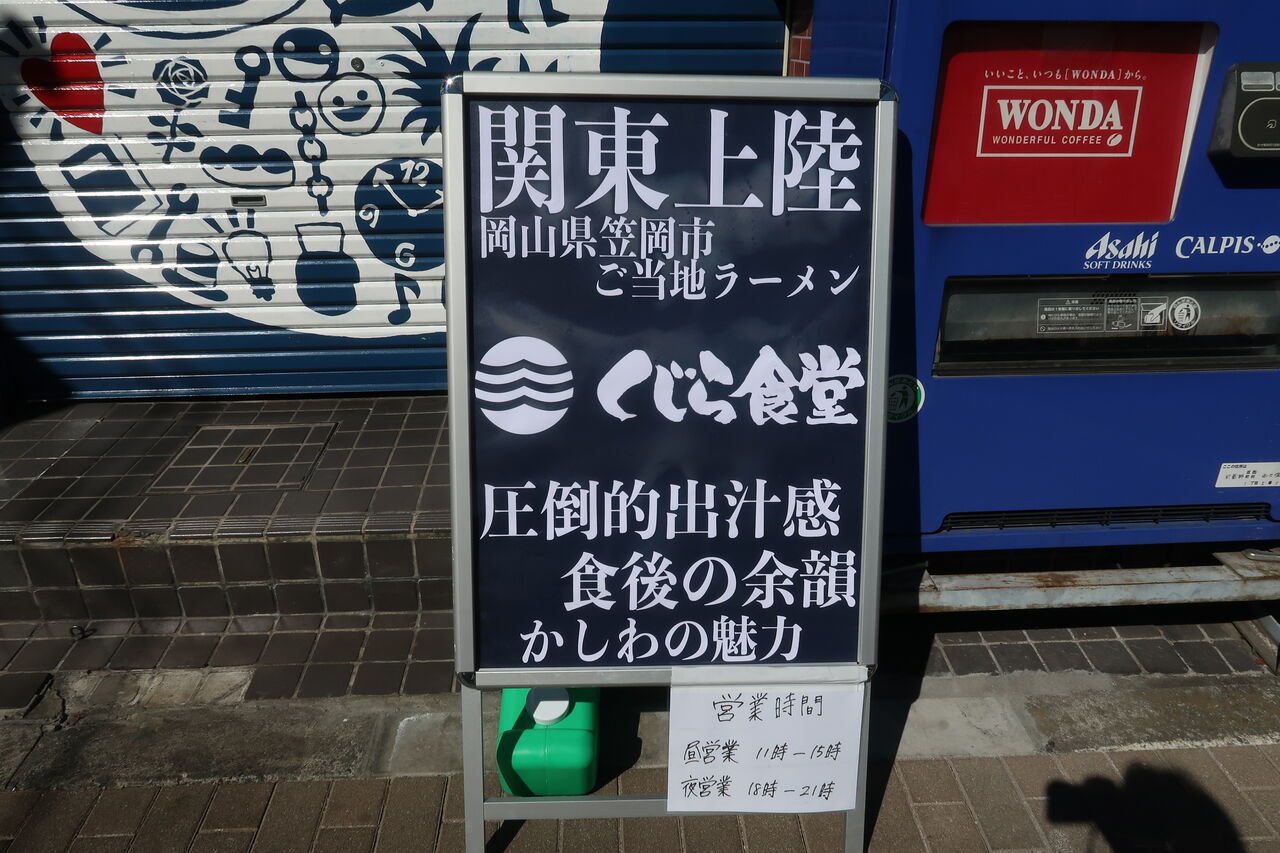 関東上陸
岡山県笠岡市
ご当地ラーメン
くじら食堂
圧倒的出汁感
食後の余韻
かしわの魅力
営業時間
昼営業 11時－15時
夜営業 18時－21時
いいこと、いつも[WONDA]から。
WONDA
WONDERFUL COFFEE
Asahi
SOFT DRINKS
CALPIS
12
9
6